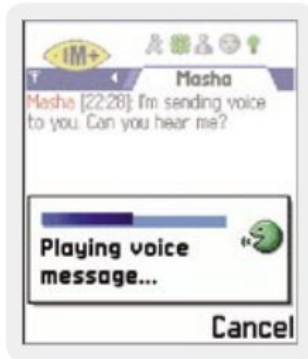 IM+
Masha
Masha [22:28]: I'm sending voice
to you. Can you hear me?
Playing voice
message...
Cancel